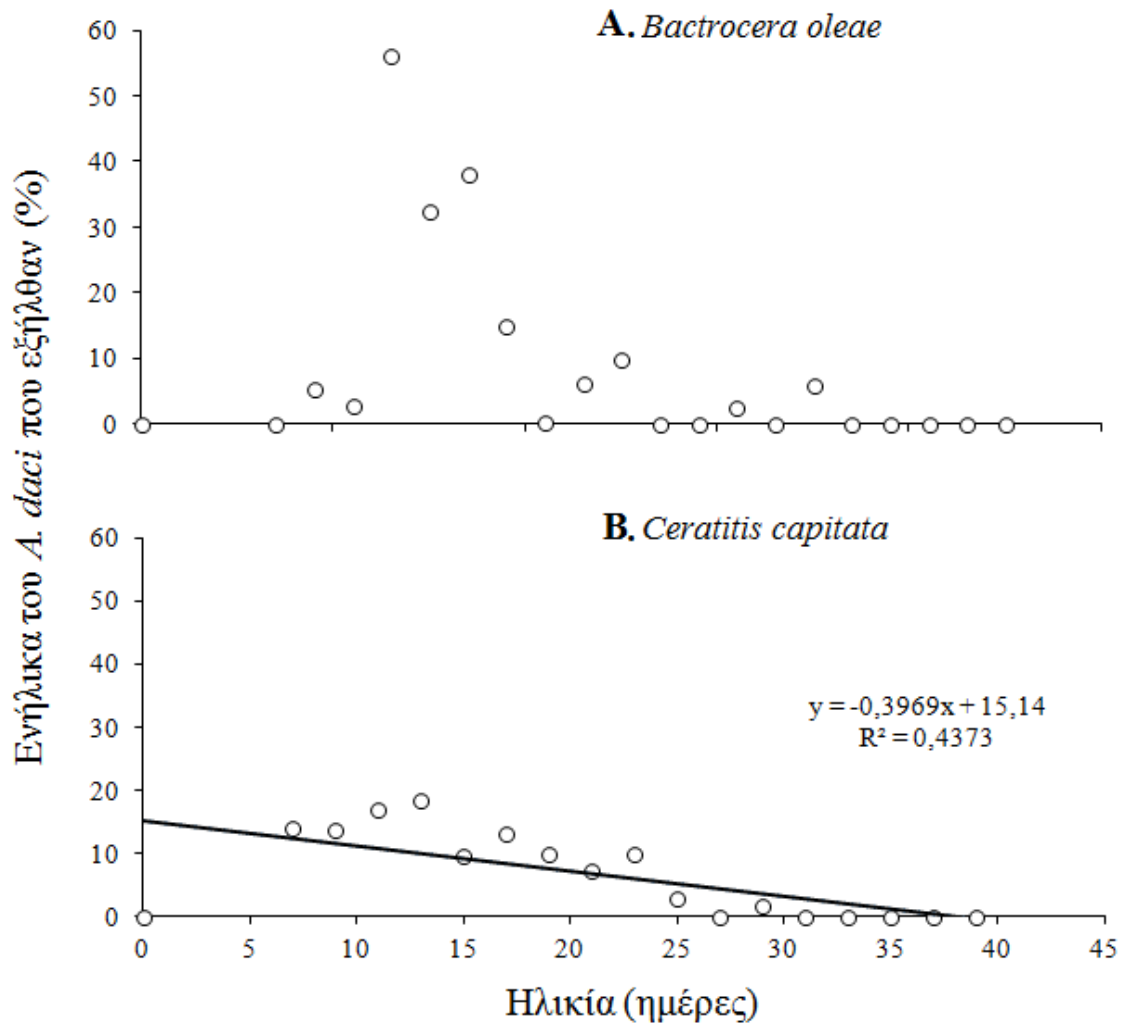 A. Bactrocera oleae
60
50
40
30
20
10
0
Ενήλικα του A. daci που εξήλθαν (%)
B. Ceratitis capitata
60
50
40
30
20
10
0
y = -0,3969x + 15,14
R² = 0,4373
0 5 10 15 20 25 30 35 40 45
Ηλικία (ημέρες)